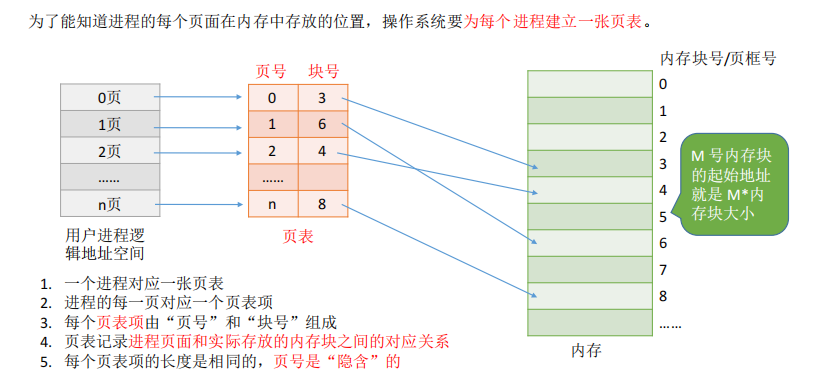 为了能知道进程的每个页面在内存中存放的位置，操作系统要为每个进程建立一张页表。
内存块号/页框号
页号 块号
0页
1页
2页
……
n页
0 3
1 6
2 4
……
n 8
0
1
2
3
4
5
6
7
8
……
M 号内存块
的起始地址
就是 M*内
存块大小
用户进程逻
辑地址空间
页表
内存
1. 一个进程对应一张页表
2. 进程的每一页对应一个页表项
3. 每个页表项由“页号”和“块号”组成
4. 页表记录进程页面和实际存放的内存块之间的对应关系
5. 每个页表项的长度是相同的，页号是“隐含”的